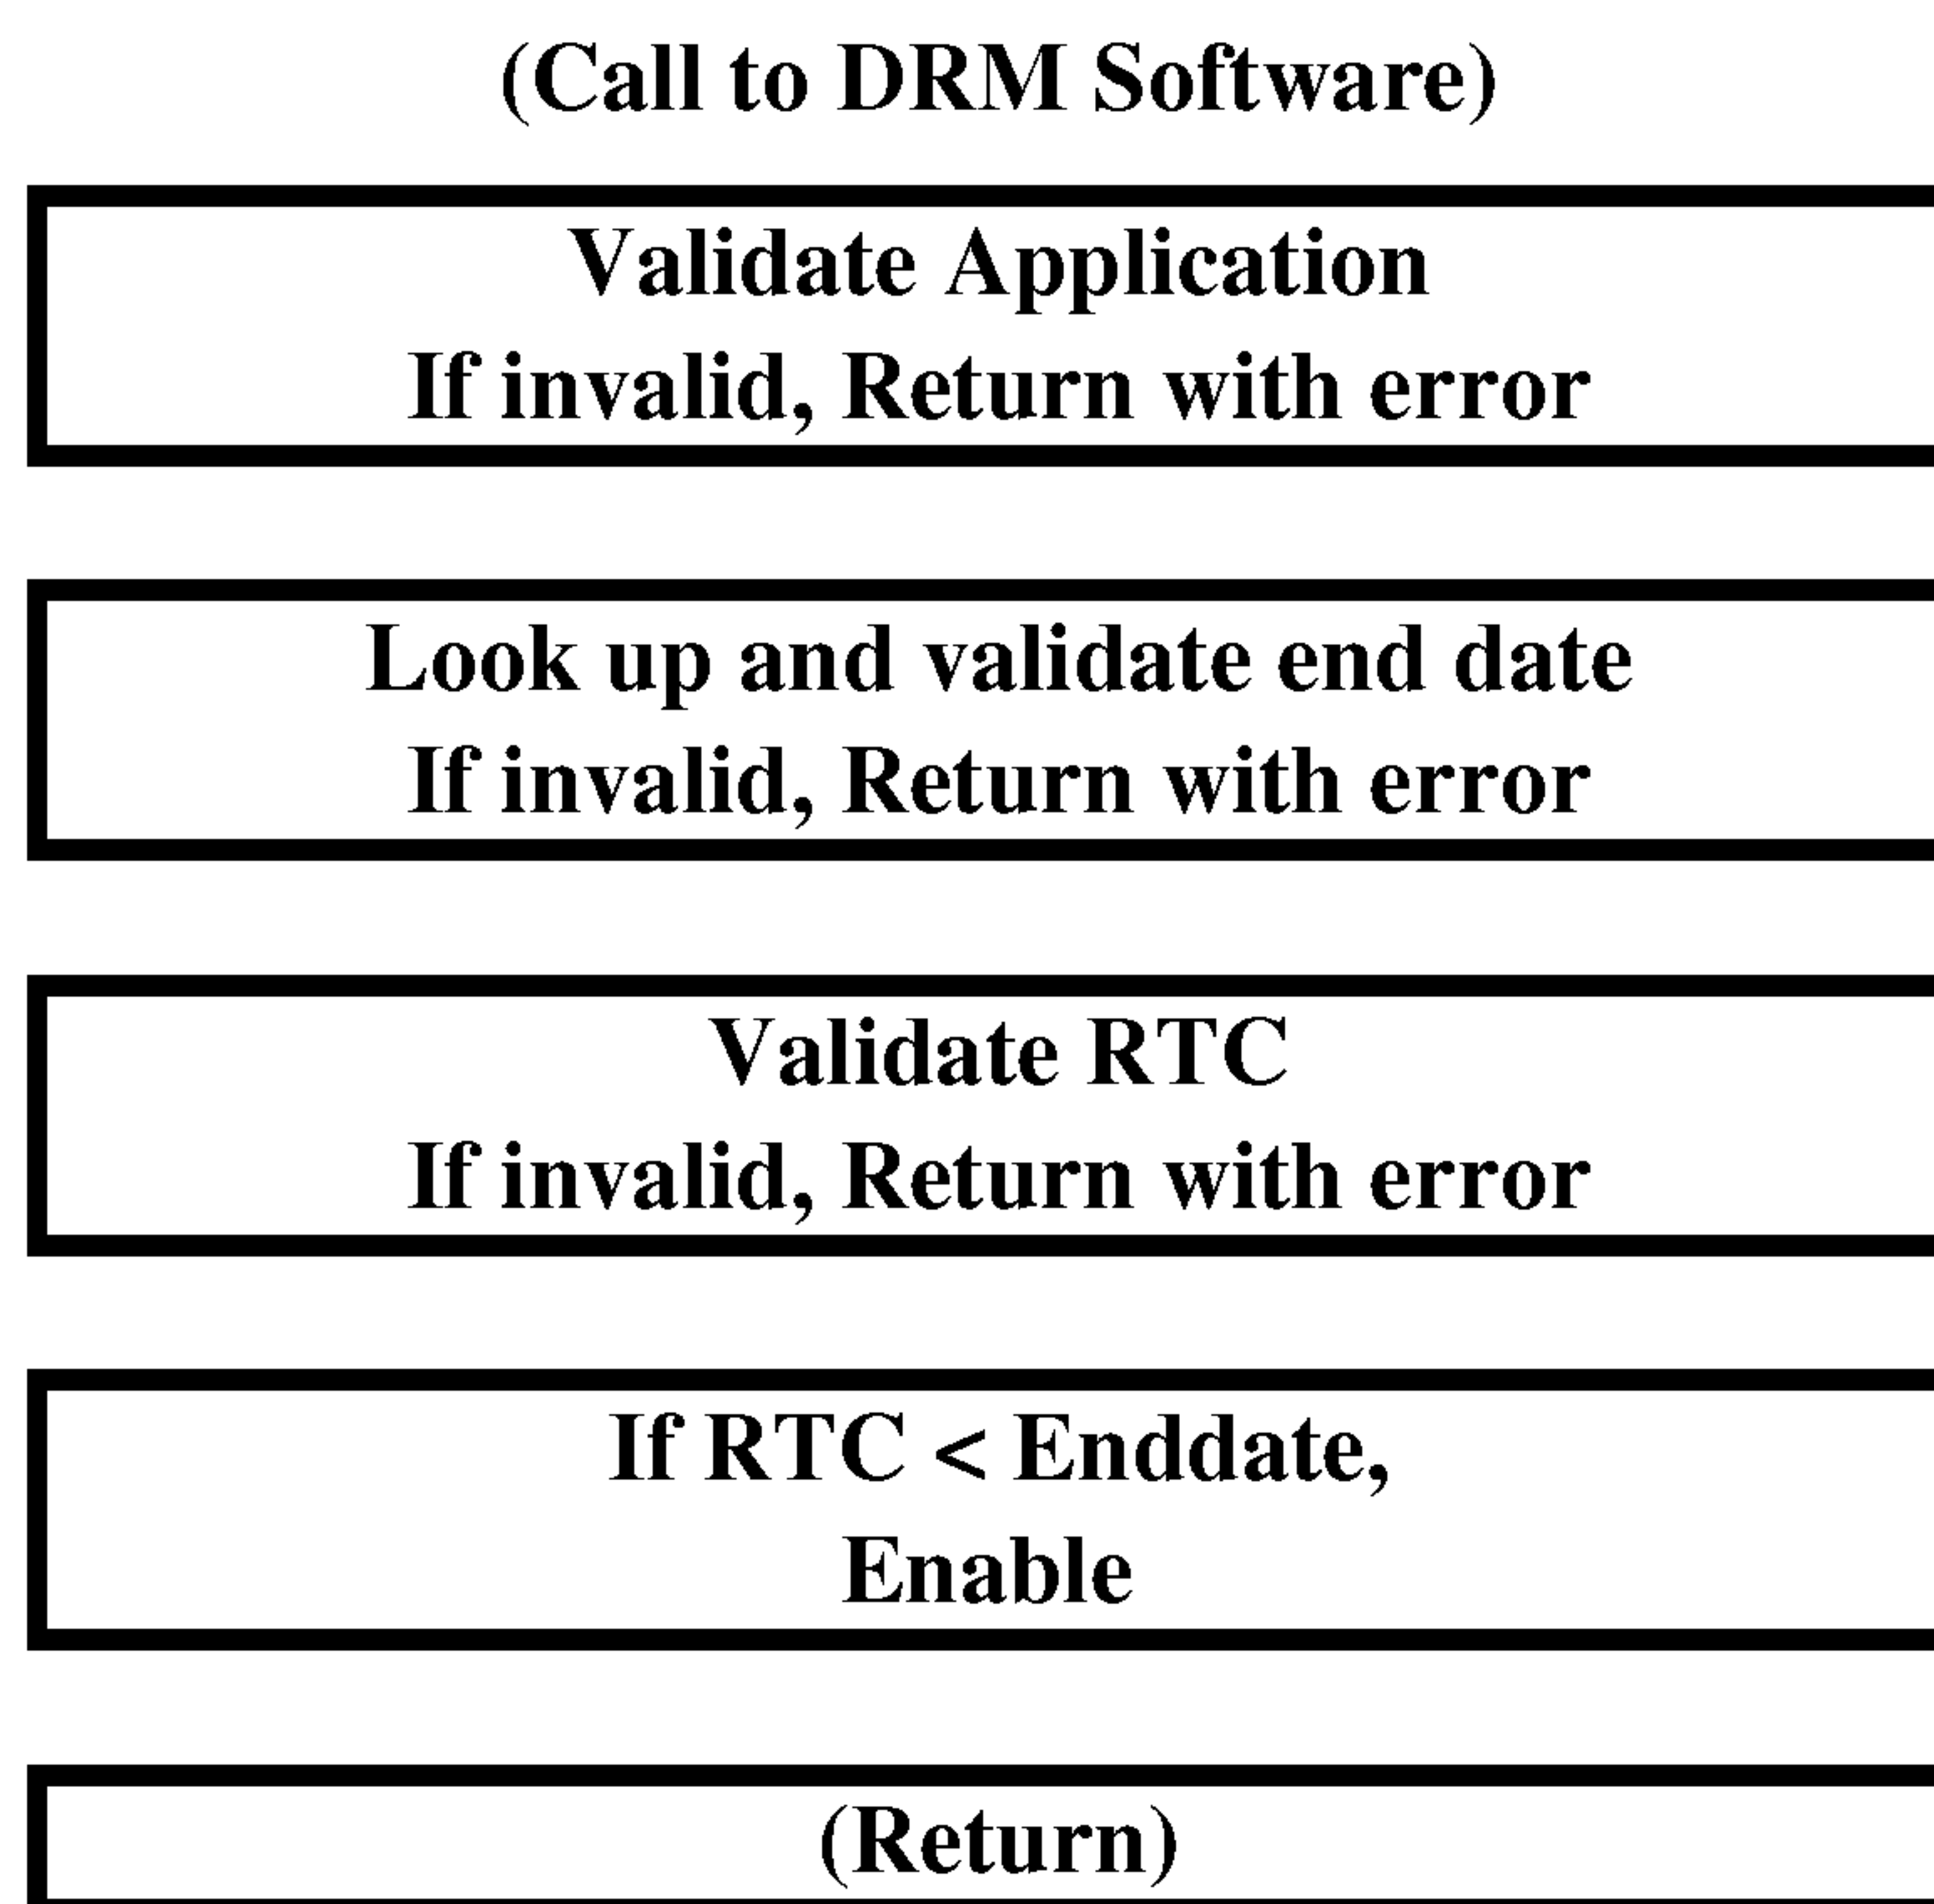 (Call to DRM Software)
Validate Application
If invalid, Return with error
Look up and validate end date
If invalid, Return with error
Validate RTC
If invalid, Return with error
If RTC < Enddate,
Enable
(Return)